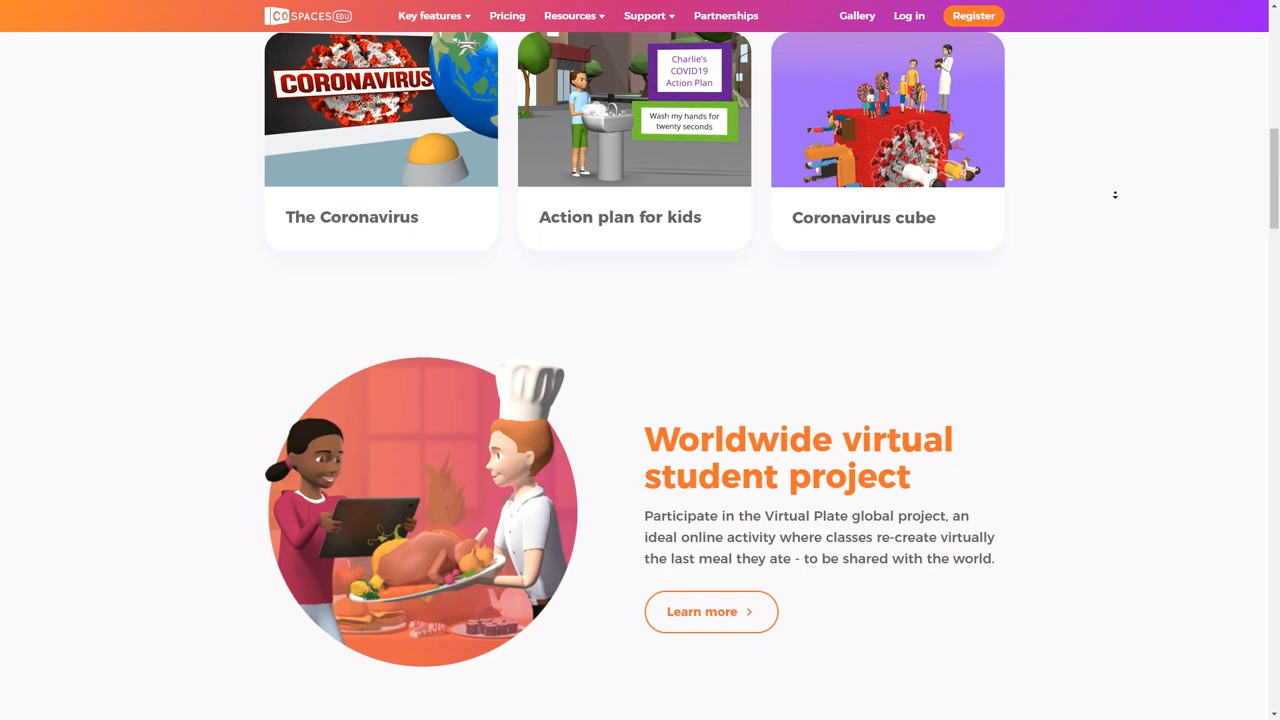 COSPACES EDU
Key features
Pricing
Resources
Support
Partnerships
Gallery
Log in
Register
CORONAVIRUS
Charlie's
COVID19
Action Plan
Wash my hands for
twenty seconds
The Coronavirus
Action plan for kids
Coronavirus cube
Worldwide virtual
student project
Participate in the Virtual Plate global project, an
ideal online activity where classes re-create virtually
the last meal they ate - to be shared with the world.
Learn more